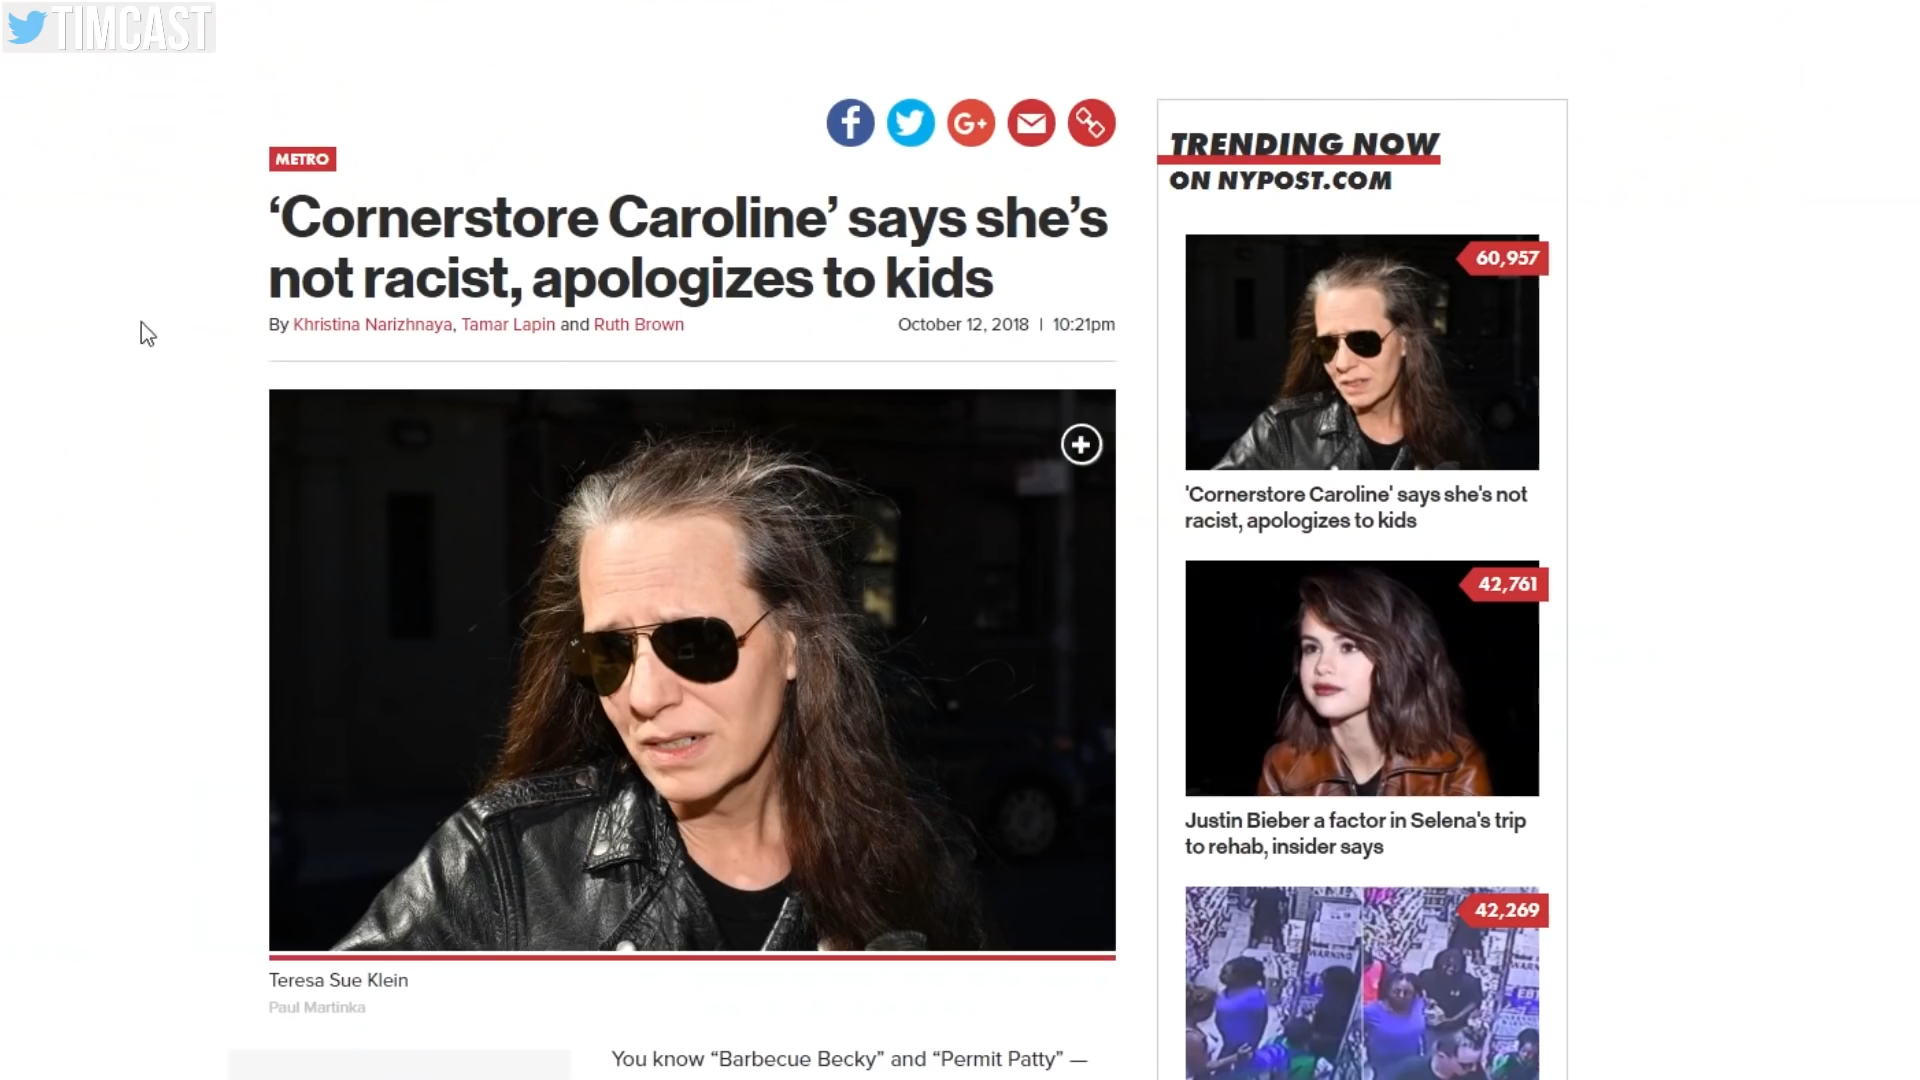 TIMCAST
METRO
‘Cornerstore Caroline’ says she’s
not racist, apologizes to kids
By Khristina Narizhnaya, Tamar Lapin and Ruth Brown
October 12, 2018 | 10:21pm
Teresa Sue Klein
Paul Martinka
You know “Barbecue Becky” and “Permit Patty” —
TRENDING NOW
ON NYPOST.COM
60,957
'Cornerstore Caroline' says she's not
racist, apologizes to kids
42,761
Justin Bieber a factor in Selena's trip
to rehab, insider says
42,269
WARNING
EBT